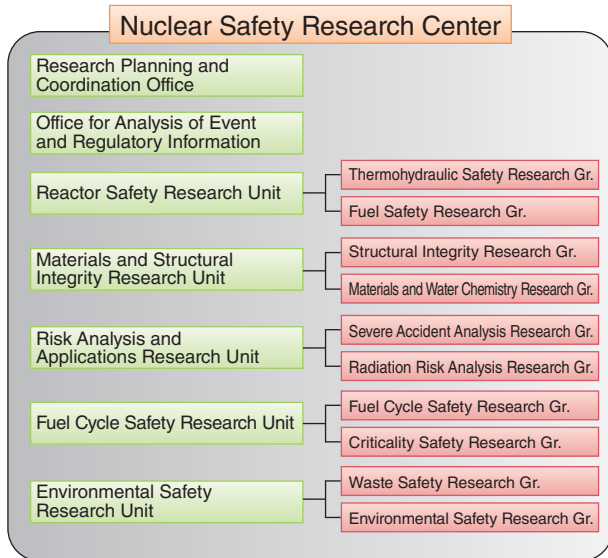 Nuclear Safety Research Center
Research Planning and
Coordination Office
Office for Analysis of Event
and Regulatory Information
Reactor Safety Research Unit
Thermohydraulic Safety Research Gr.
Fuel Safety Research Gr.
Materials and Structural
Integrity Research Unit
Structural Integrity Research Gr.
Materials and Water Chemistry Research Gr.
Risk Analysis and
Applications Research Unit
Severe Accident Analysis Research Gr.
Radiation Risk Analysis Research Gr.
Fuel Cycle Safety Research Unit
Fuel Cycle Safety Research Gr.
Criticality Safety Research Gr.
Environmental Safety
Research Unit
Waste Safety Research Gr.
Environmental Safety Research Gr.